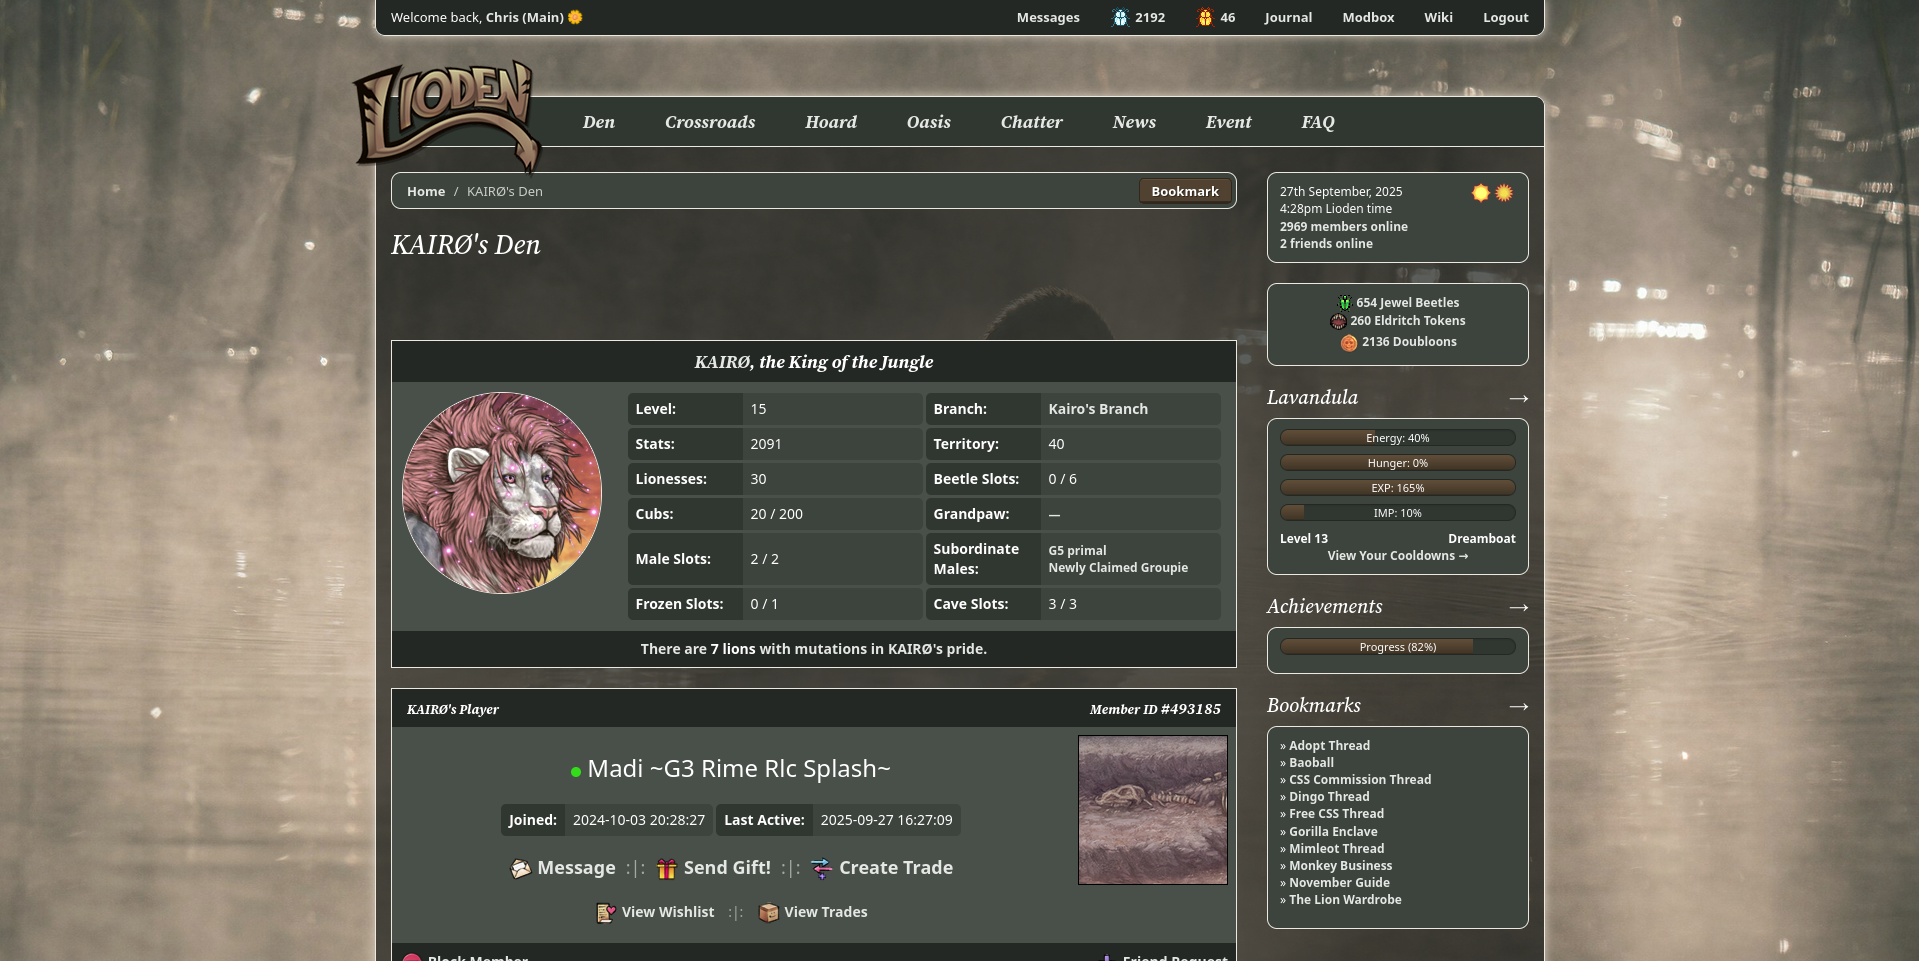 Welcome back, Chris (Main)
Messages 2192 46 Journal Modbox Wiki Logout
LIODEN
Den Crossroads Hoard Oasis Chatter News Event FAQ
Home / KAIRØ's Den Bookmark
KAIRØ's Den
KAIRØ, the King of the Jungle
Level: 15 Branch: Kairo's Branch
Stats: 2091 Territory: 40
Lionesses: 30 Beetle Slots: 0 / 6
Cubs: 20 / 200 Grandpaw: —
Male Slots: 2 / 2 Subordinate Males: G5 primal
Newly Claimed Groupie
Frozen Slots: 0 / 1 Cave Slots: 3 / 3
There are 7 lions with mutations in KAIRØ's pride.
KAIRØ's Player Member ID #493185
Madi ~G3 Rime Rlc Splash~
Joined: 2024-10-03 20:28:27 Last Active: 2025-09-27 16:27:09
Message :|: Send Gift! :|: Create Trade
View Wishlist :|: View Trades
Block Member Friend Request
27th September, 2025
4:28pm Lioden time
2969 members online
2 friends online
654 Jewel Beetles
260 Eldritch Tokens
2136 Doubloons
Lavandula →
Energy: 40%
Hunger: 0%
EXP: 165%
IMP: 10%
Level 13 Dreamboat
View Your Cooldowns →
Achievements →
Progress (82%)
Bookmarks →
» Adopt Thread
» Baoball
» CSS Commission Thread
» Dingo Thread
» Free CSS Thread
» Gorilla Enclave
» Mimleot Thread
» Monkey Business
» November Guide
» The Lion Wardrobe